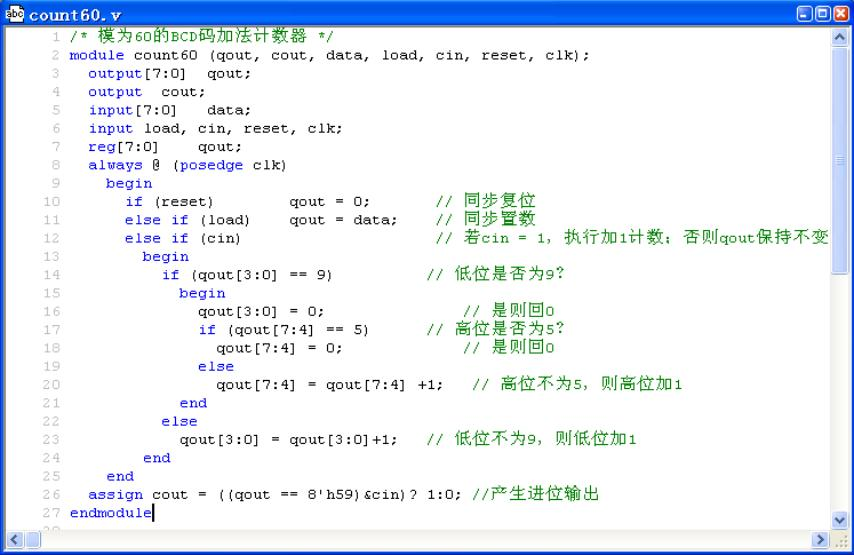 count60.v
1 /* 模为60的BCD码加法计数器 */
2 module count60 (qout, cout, data, load, cin, reset, clk);
3 output[7:0] qout;
4 output cout;
5 input[7:0] data;
6 input load, cin, reset, clk;
7 reg[7:0] qout;
8 always @ (posedge clk)
9 begin
10 if (reset) qout = 0; // 同步复位
11 else if (load) qout = data; // 同步置数
12 else if (cin) // 若cin = 1, 执行加1计数; 否则qout保持不变
13 begin
14 if (qout[3:0] == 9) // 低位是否为9?
15 begin
16 qout[3:0] = 0; // 是则回0
17 if (qout[7:4] == 5) // 高位是否为5?
18 qout[7:4] = 0; // 是则回0
19 else
20 qout[7:4] = qout[7:4] +1; // 高位不为5, 则高位加1
21 end
22 else
23 qout[3:0] = qout[3:0]+1; // 低位不为9, 则低位加1
24 end
25 end
26 assign cout = ((qout == 8'h59)&cin)? 1:0; //产生进位输出
27 endmodule